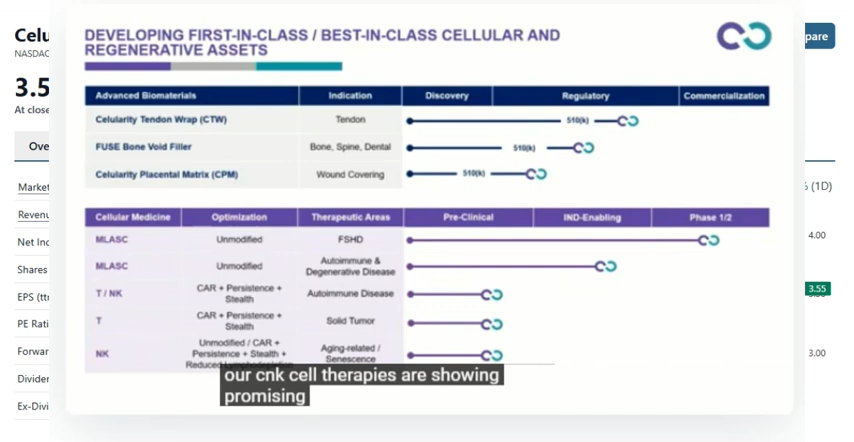 Celu
NASDAC
3.5
At close
Ove
Market
Revenu
Net Inc
Shares
EPS (ttr
PE Rati
Forwar
Divider
Ex-Divi
DEVELOPING FIRST-IN-CLASS / BEST-IN-CLASS CELLULAR AND
REGENERATIVE ASSETS
Advanced Biomaterials Indication Discovery Regulatory Commercialization
Celularity Tendon Wrap (CTW) Tendon 510(k)
FUSE Bone Void Filler Bone, Spine, Dental 510(k)
Celularity Placental Matrix (CPM) Wound Covering 510(k)
Cellular Medicine Optimization Therapeutic Areas Pre-Clinical IND-Enabling Phase 1/2
MLASC Unmodified FSHD
MLASC Unmodified Autoimmune &
Degenerative Disease
T / NK CAR + Persistence +
Stealth Autoimmune Disease
T CAR + Persistence +
Stealth Solid Tumor
NK Unmodified / CAR +
Persistence + Stealth +
Reduced Lymphodepletion Aging-related /
Senescence
our cnk cell therapies are showing
promising
pare
% (1D)
4.00
3.55
3.00